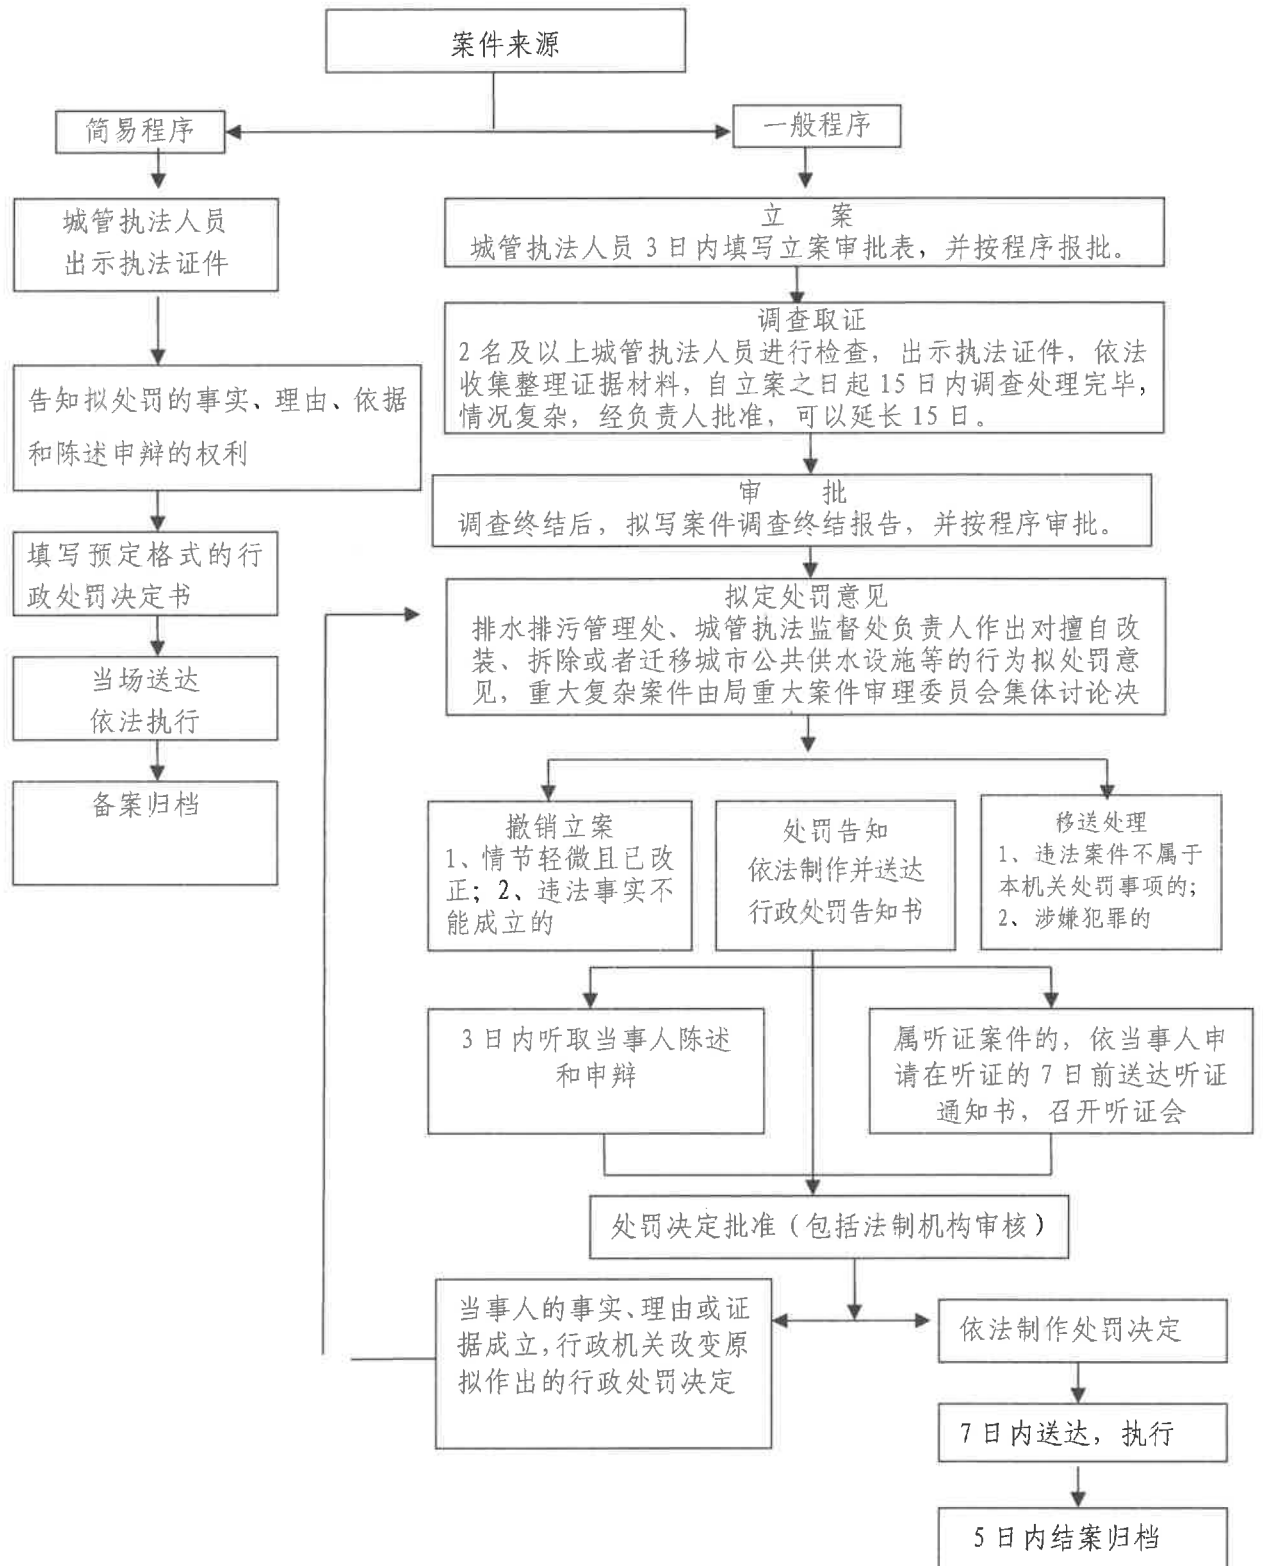 案件来源
简易程序
一般程序
城管执法人员
出示执法证件
告知拟处罚的事实、理由、依据
和陈述申辩的权利
填写预定格式的行
政处罚决定书
当场送达
依法执行
备案归档
立 案
城管执法人员3日内填写立案审批表，并按程序报批。
调查取证
2名及以上城管执法人员进行检查，出示执法证件，依法
收集整理证据材料，自立案之日起15日内调查处理完毕，
情况复杂，经负责人批准，可以延长15日。
审 批
调查终结后，拟写案件调查终结报告，并按程序审批。
拟定处罚意见
排水排污管理处、城管执法监督处负责人作出对擅自改
装、拆除或者迁移城市公共供水设施等的行为拟处罚意
见，重大复杂案件由局重大案件审理委员会集体讨论决
撤销立案
1、情节轻微且已改
正；2、违法事实不
能成立的
处罚告知
依法制作并送达
行政处罚告知书
移送处理
1、违法案件不属于
本机关处罚事项的；
2、涉嫌犯罪的
3日内听取当事人陈述
和申辩
属听证案件的，依当事人申
请在听证的7日前送达听证
通知书，召开听证会
处罚决定批准（包括法制机构审核）
当事人的事实、理由或证
据成立，行政机关改变原
拟作出的行政处罚决定
依法制作处罚决定
7日内送达，执行
5日内结案归档